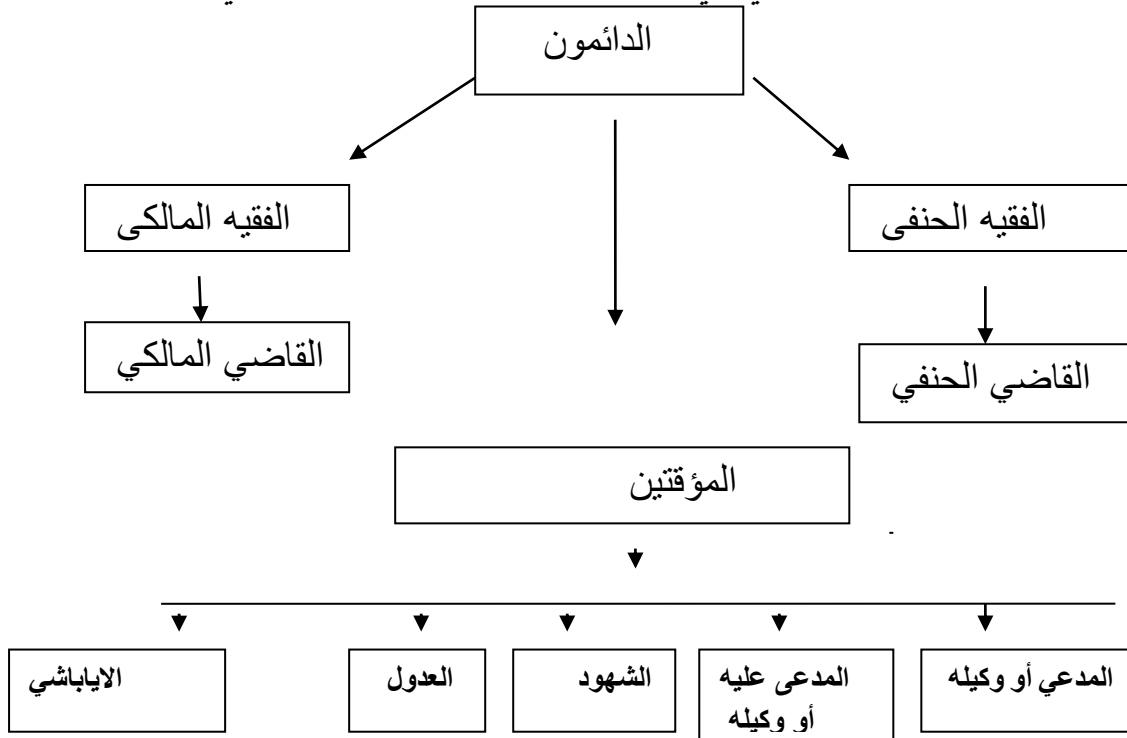 الدائمون
الفقيه الحنفى
الفقيه المالكى
القاضي الحنفي
القاضي المالكي
المؤقتين
المدعي أو وكيله
المدعى عليه
أو وكيله
الشهود
العدول
الاياباشي